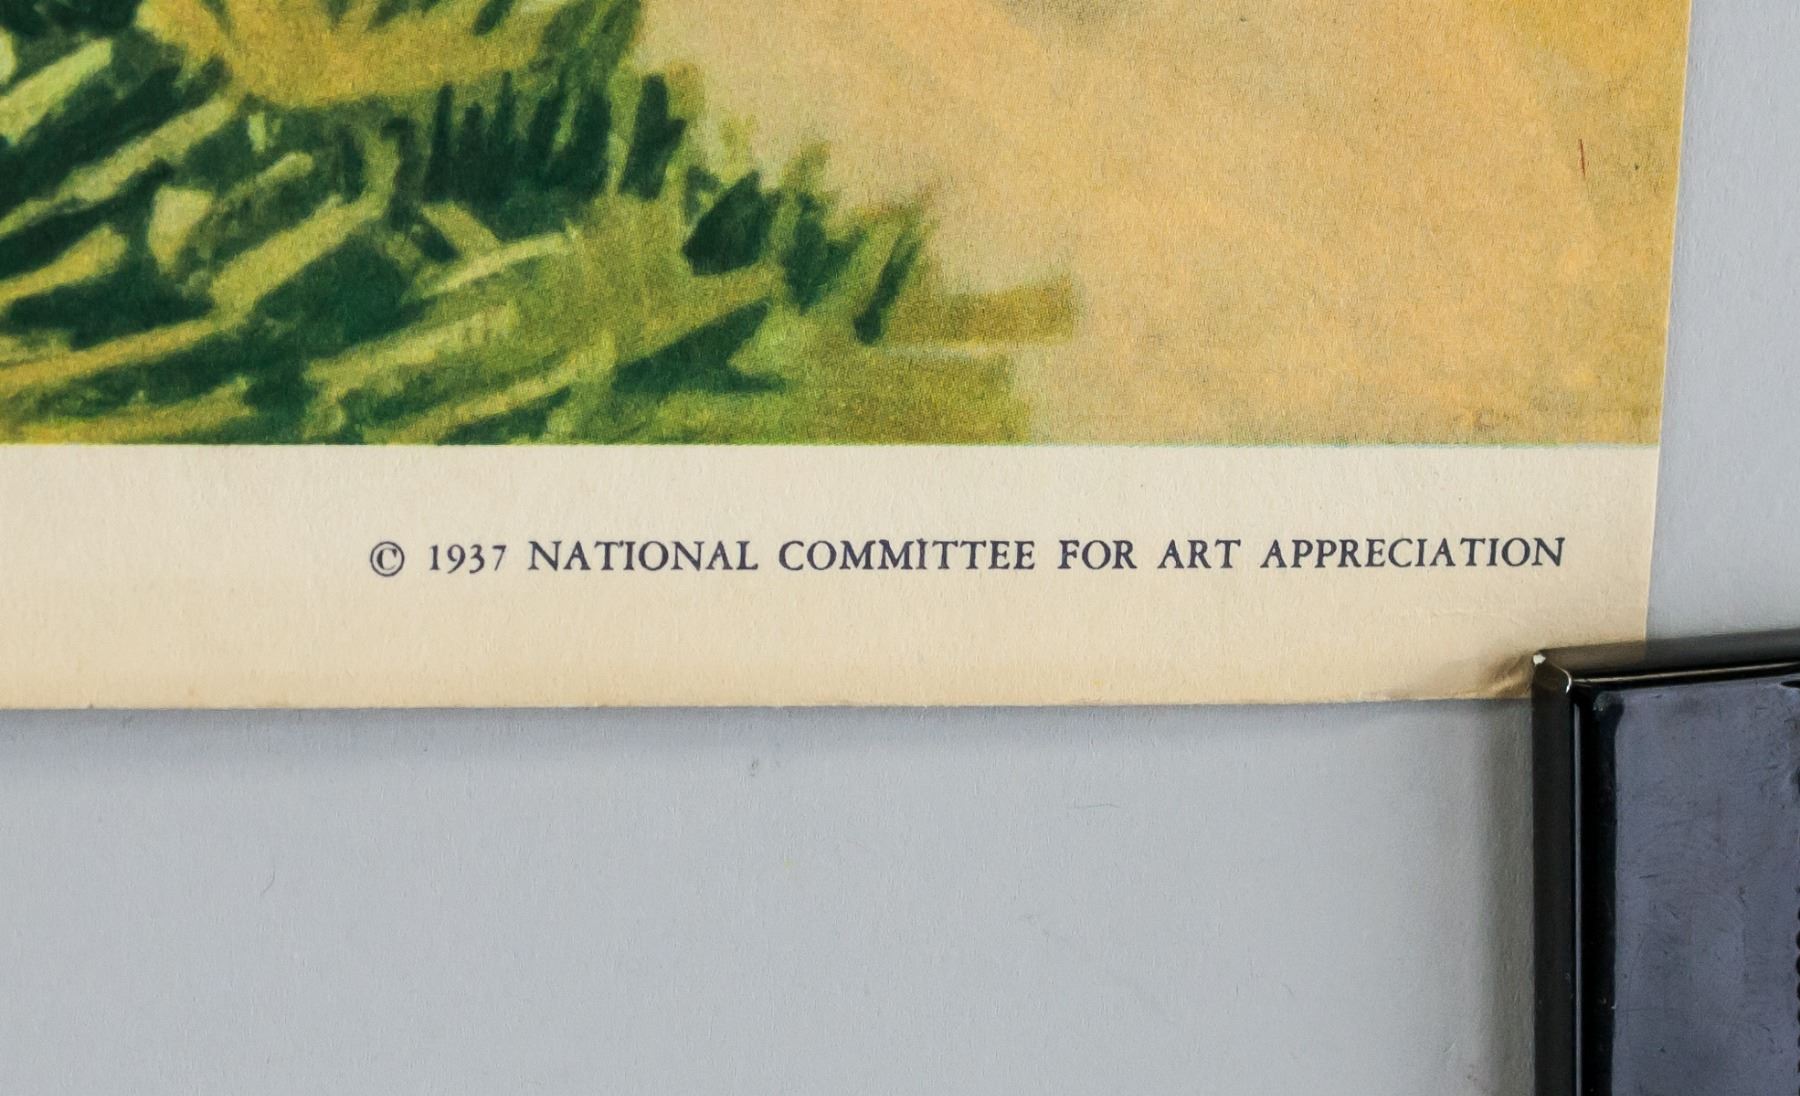 © 1937 NATIONAL COMMITTEE FOR ART APPRECIATION